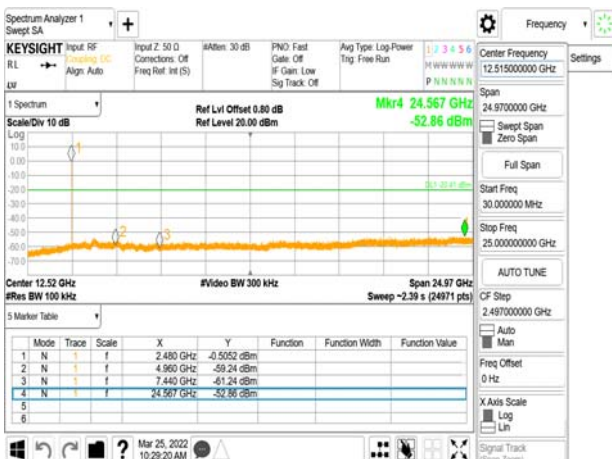 Spectrum Analyzer 1
Swept SA
+
Frequency
KEYSIGHT Input: RF Input Z: 50 Ω #Atten: 30 dB PNO: Fast Avg Type: Log-Power 1 2 3 4 5 6
RL Coupling: DC Corrections: Off Gate: Off Trig: Free Run M W W W W W
Align: Auto Freq Ref: Int (S) IF Gain: Low
LXI Sig Track: Off P N N N N N
Center Frequency
12.515000000 GHz
Settings
Span
24.9700000 GHz
Swept Span
Zero Span
Full Span
Start Freq
30.000000 MHz
Stop Freq
25.000000000 GHz
AUTO TUNE
CF Step
2.497000000 GHz
Auto
Man
Freq Offset
0 Hz
X Axis Scale
Log
Lin
Signal Track
1 Spectrum Ref Lvl Offset 0.80 dB Mkr4 24.567 GHz
Scale/Div 10 dB Ref Level 20.00 dBm -52.86 dBm
Log
10.0
0.00
-10.0
-20.0
-30.0
-40.0
-50.0
-60.0
-70.0
1
2
3
Center 12.52 GHz #Video BW 300 kHz Span 24.97 GHz
#Res BW 100 kHz Sweep ~2.39 s (24971 pts)
5 Marker Table
Mode Trace Scale X Y Function Function Width Function Value
1 N 1 f 2.480 GHz -0.5052 dBm
2 N 1 f 4.960 GHz -59.24 dBm
3 N 1 f 7.440 GHz -61.24 dBm
4 N 1 f 24.567 GHz -52.86 dBm
5
6
? Mar 25, 2022
10:29:20 AM